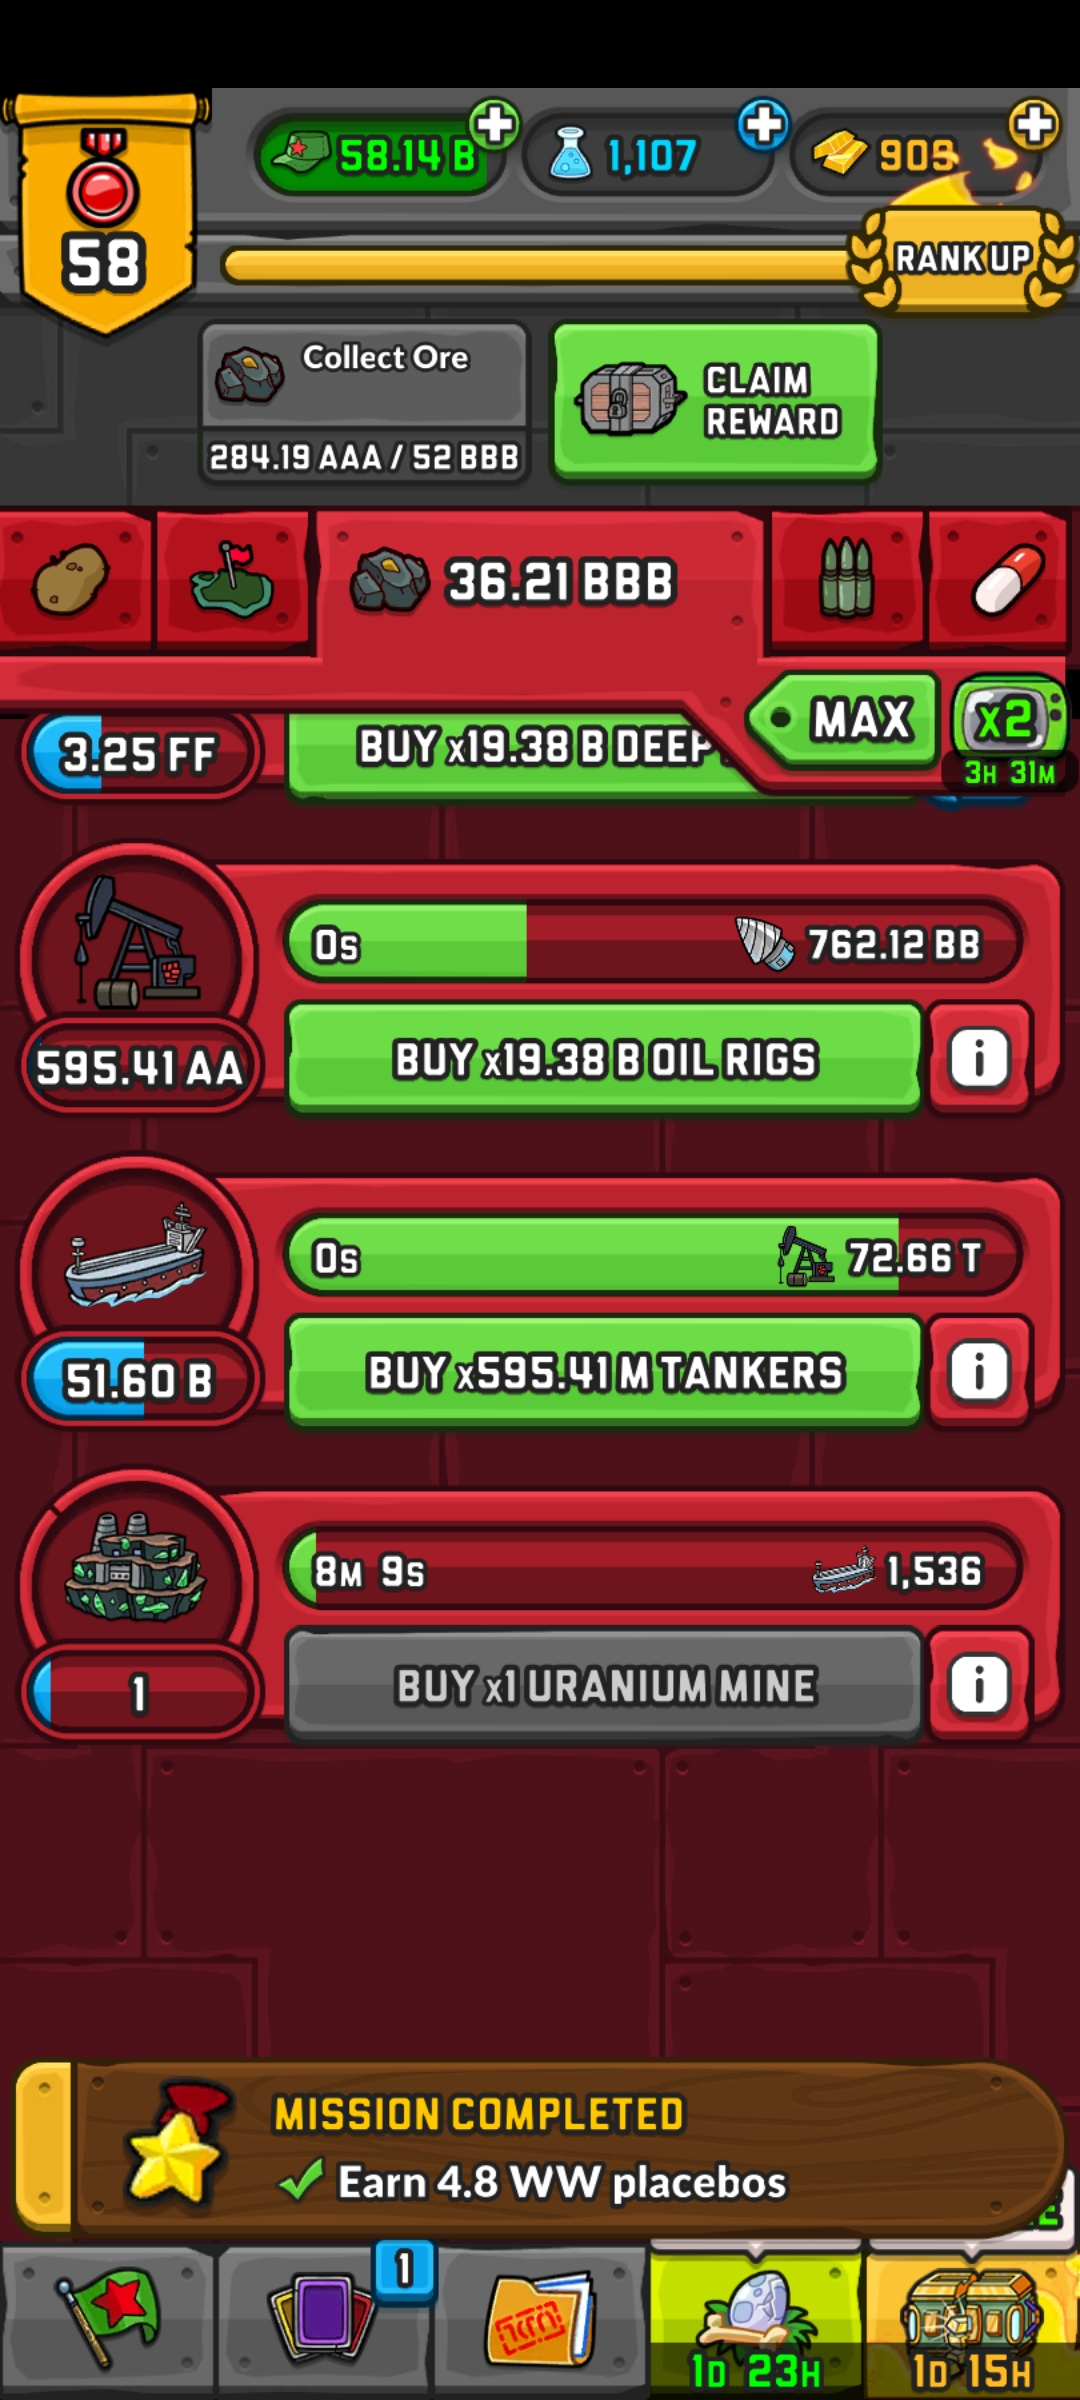 58.14 B
1,107
909
58
RANK UP
Collect Ore
284.19 AAA / 52 BBB
CLAIM
REWARD
36.21 BBB
MAX
x2
3H 31M
3.25 FF
BUY x19.38 B DEEP
0s
762.12 BB
595.41 AA
BUY x19.38 B OIL RIGS
i
0s
72.66 T
51.60 B
BUY x595.41 M TANKERS
i
8M 9s
1,536
1
BUY x1 URANIUM MINE
i
MISSION COMPLETED
Earn 4.8 WW placebos
1
1D 23H
1D 15H